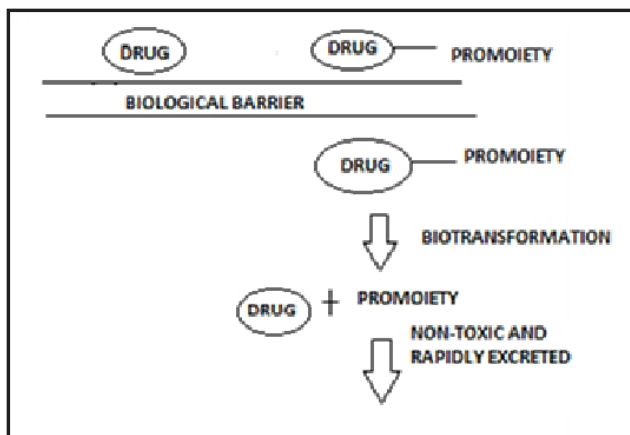 DRUG
DRUG
PROMOIETY
BIOLOGICAL BARRIER
DRUG
PROMOIETY
BIOTRANSFORMATION
DRUG + PROMOIETY
NON-TOXIC AND
RAPIDLY EXCRETED